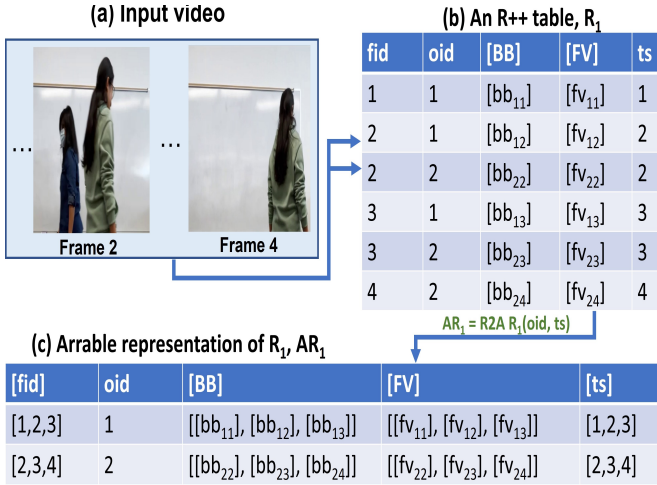 (a) Input video
... ...
Frame 2 Frame 4
(b) An R++ table, R₁
fid oid [BB] [FV] ts
1 1 [bb₁₁] [fv₁₁] 1
2 1 [bb₁₂] [fv₁₂] 2
2 2 [bb₂₂] [fv₂₂] 2
3 1 [bb₁₃] [fv₁₃] 3
3 2 [bb₂₃] [fv₂₃] 3
4 2 [bb₂₄] [fv₂₄] 4
AR₁ = R2A R₁(oid, ts)
(c) Arrable representation of R₁, AR₁
[fid] oid [BB] [FV] [ts]
[1,2,3] 1 [[bb₁₁], [bb₁₂], [bb₁₃]] [[fv₁₁], [fv₁₂], [fv₁₃]] [1,2,3]
[2,3,4] 2 [[bb₂₂], [bb₂₃], [bb₂₄]] [[fv₂₂], [fv₂₃], [fv₂₄]] [2,3,4]